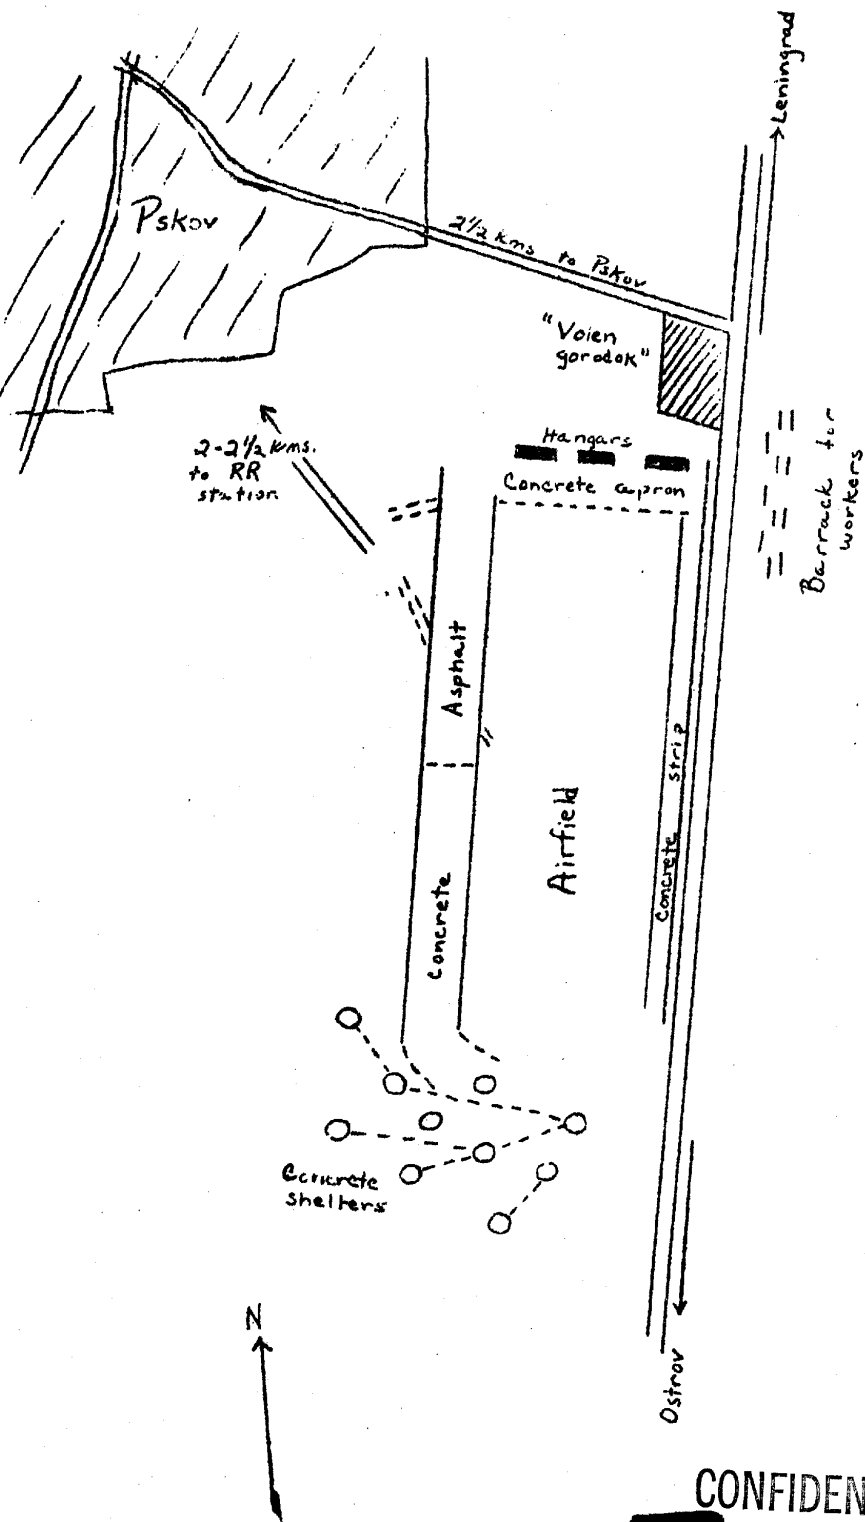 Leningrad
Pskov
2½ kms to Pskov
"Voien
gorodok"
Hangars
Concrete apron
2-2½ kms.
to RR
station
Barrack for
workers
Asphalt
Concrete strip
Airfield
Concrete
Concrete
shelters
N
Ostrov
CONFIDEN